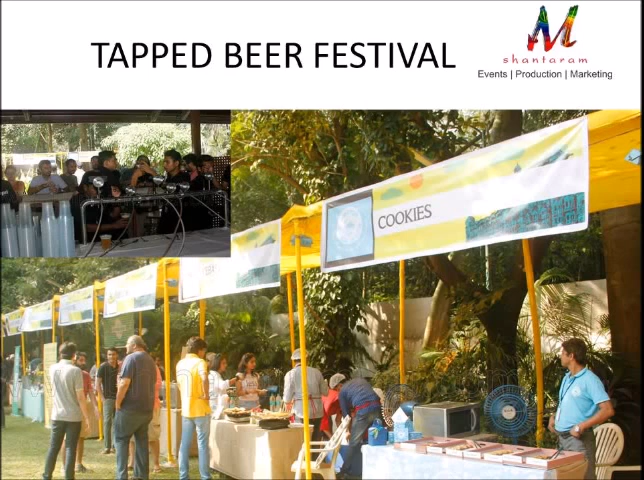 TAPPED BEER FESTIVAL
shantaram
Events | Production | Marketing
COOKIES